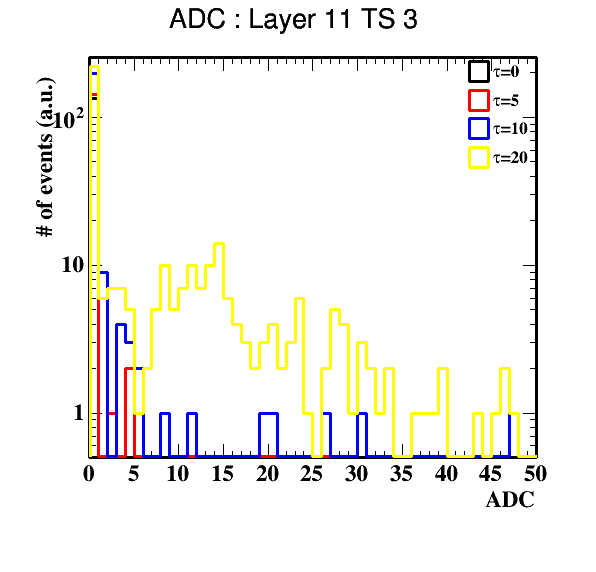 ADC : Layer 11 TS 3
# of events (a.u.)
10²
10
1
τ=0
τ=5
τ=10
τ=20
0 5 10 15 20 25 30 35 40 45 50
ADC